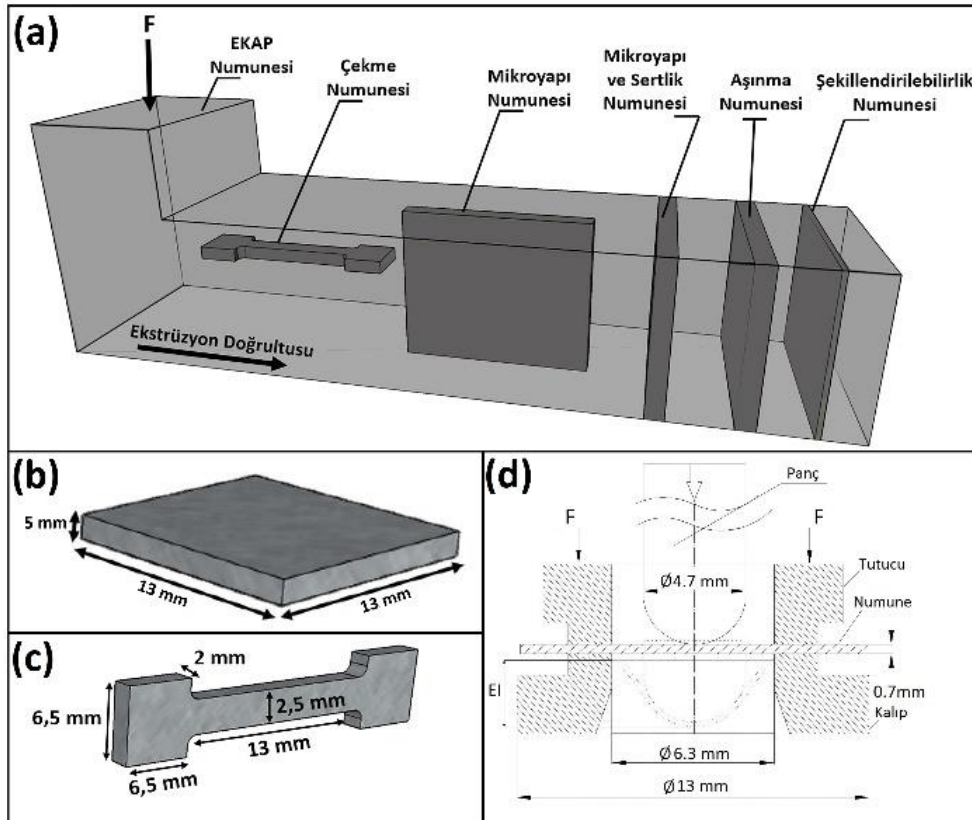 (a)
F
EKAP
Numunesi
Çekme
Numunesi
Mikroyapı
Numunesi
Mikroyapı
ve Sertlik
Numunesi
Aşınma
Numunesi
Şekillendirilebilirlik
Numunesi
Ekstrüzyon Doğrultusu
(b)
5 mm
13 mm
13 mm
(c)
2 mm
6,5 mm
2,5 mm
13 mm
6,5 mm
(d)
Panç
F
F
Ø4.7 mm
Tutucu
Numune
EI
0.7mm
Kalıp
Ø6.3 mm
Ø13 mm